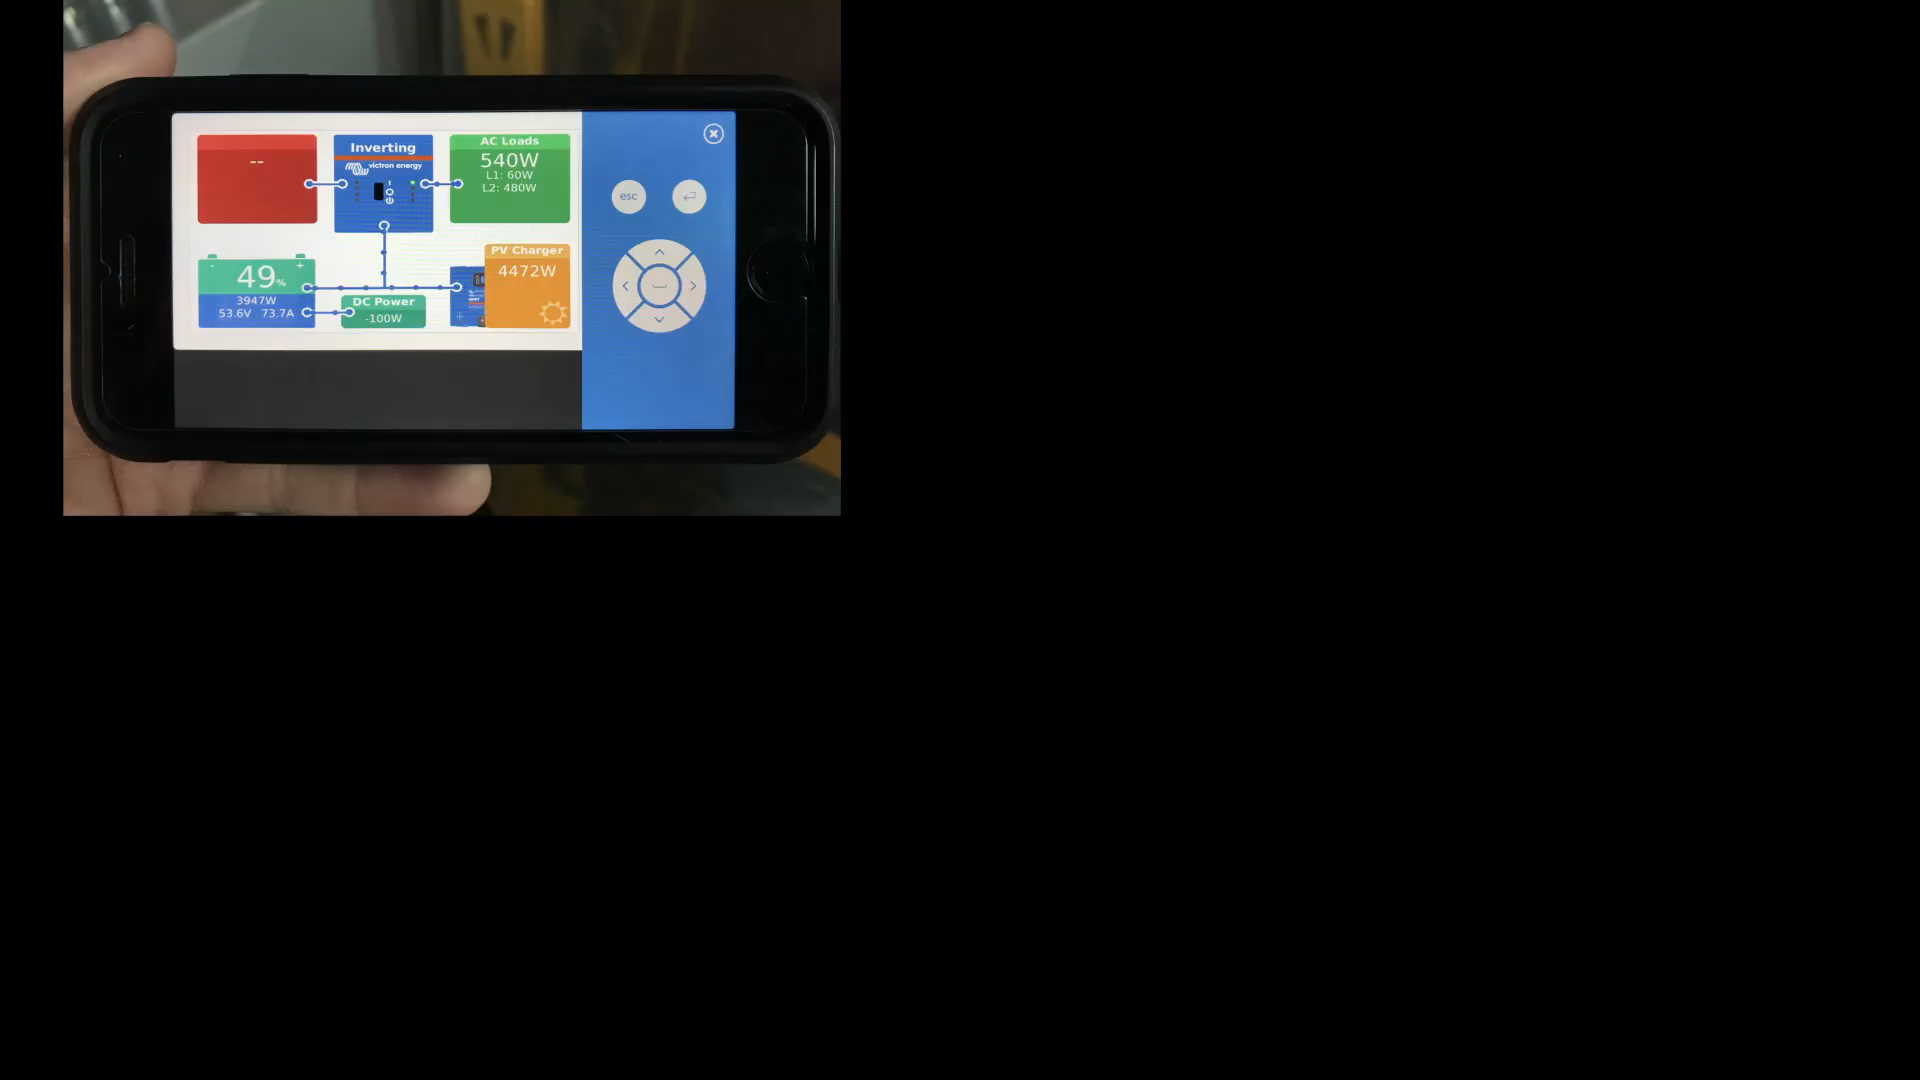 --
Inverting
victron energy
AC Loads
540W
L1: 60W
L2: 480W
esc
- +
49%
3947W
53.6V 73.7A
DC Power
-100W
PV Charger
4472W